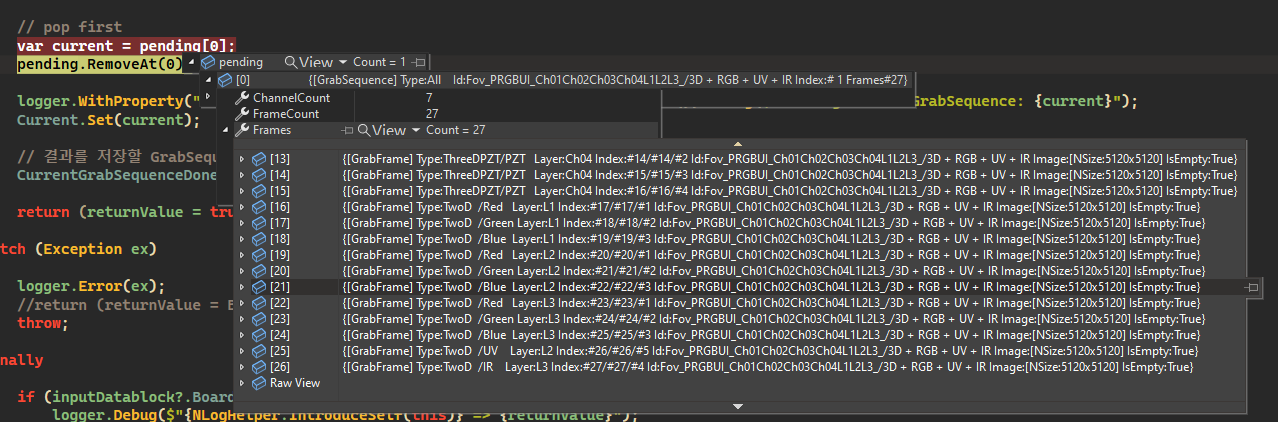 // pop first
var current = pending[0];
pending.RemoveAt(0)
pending View Count = 1
[0] {[GrabSequence] Type:All Id:Fov_PRGBUI_Ch01Ch02Ch03Ch04L1L2L3_/3D + RGB + UV + IR Index:# 1 Frames#27}
ChannelCount 7
logger.WithProperty(" GrabSequence: {current}");
FrameCount 27
Current.Set(current);
Frames View Count = 27
// 결과를 저장할 GrabSequ
[13] {[GrabFrame] Type:ThreeDPZT/PZT Layer:Ch04 Index:#14/#14/#2 Id:Fov_PRGBUI_Ch01Ch02Ch03Ch04L1L2L3_/3D + RGB + UV + IR Image:[NSize:5120x5120] IsEmpty:True}
CurrentGrabSequenceDone
[14] {[GrabFrame] Type:ThreeDPZT/PZT Layer:Ch04 Index:#15/#15/#3 Id:Fov_PRGBUI_Ch01Ch02Ch03Ch04L1L2L3_/3D + RGB + UV + IR Image:[NSize:5120x5120] IsEmpty:True}
[15] {[GrabFrame] Type:ThreeDPZT/PZT Layer:Ch04 Index:#16/#16/#4 Id:Fov_PRGBUI_Ch01Ch02Ch03Ch04L1L2L3_/3D + RGB + UV + IR Image:[NSize:5120x5120] IsEmpty:True}
return (returnValue = tru
[16] {[GrabFrame] Type:TwoD /Red Layer:L1 Index:#17/#17/#1 Id:Fov_PRGBUI_Ch01Ch02Ch03Ch04L1L2L3_/3D + RGB + UV + IR Image:[NSize:5120x5120] IsEmpty:True}
[17] {[GrabFrame] Type:TwoD /Green Layer:L1 Index:#18/#18/#2 Id:Fov_PRGBUI_Ch01Ch02Ch03Ch04L1L2L3_/3D + RGB + UV + IR Image:[NSize:5120x5120] IsEmpty:True}
[18] {[GrabFrame] Type:TwoD /Blue Layer:L1 Index:#19/#19/#3 Id:Fov_PRGBUI_Ch01Ch02Ch03Ch04L1L2L3_/3D + RGB + UV + IR Image:[NSize:5120x5120] IsEmpty:True}
tch (Exception ex)
[19] {[GrabFrame] Type:TwoD /Red Layer:L2 Index:#20/#20/#1 Id:Fov_PRGBUI_Ch01Ch02Ch03Ch04L1L2L3_/3D + RGB + UV + IR Image:[NSize:5120x5120] IsEmpty:True}
[20] {[GrabFrame] Type:TwoD /Green Layer:L2 Index:#21/#21/#2 Id:Fov_PRGBUI_Ch01Ch02Ch03Ch04L1L2L3_/3D + RGB + UV + IR Image:[NSize:5120x5120] IsEmpty:True}
logger.Error(ex);
[21] {[GrabFrame] Type:TwoD /Blue Layer:L2 Index:#22/#22/#3 Id:Fov_PRGBUI_Ch01Ch02Ch03Ch04L1L2L3_/3D + RGB + UV + IR Image:[NSize:5120x5120] IsEmpty:True}
//return (returnValue = E
[22] {[GrabFrame] Type:TwoD /Red Layer:L3 Index:#23/#23/#1 Id:Fov_PRGBUI_Ch01Ch02Ch03Ch04L1L2L3_/3D + RGB + UV + IR Image:[NSize:5120x5120] IsEmpty:True}
throw;
[23] {[GrabFrame] Type:TwoD /Green Layer:L3 Index:#24/#24/#2 Id:Fov_PRGBUI_Ch01Ch02Ch03Ch04L1L2L3_/3D + RGB + UV + IR Image:[NSize:5120x5120] IsEmpty:True}
[24] {[GrabFrame] Type:TwoD /Blue Layer:L3 Index:#25/#25/#3 Id:Fov_PRGBUI_Ch01Ch02Ch03Ch04L1L2L3_/3D + RGB + UV + IR Image:[NSize:5120x5120] IsEmpty:True}
[25] {[GrabFrame] Type:TwoD /UV Layer:L2 Index:#26/#26/#5 Id:Fov_PRGBUI_Ch01Ch02Ch03Ch04L1L2L3_/3D + RGB + UV + IR Image:[NSize:5120x5120] IsEmpty:True}
nally
[26] {[GrabFrame] Type:TwoD /IR Layer:L3 Index:#27/#27/#4 Id:Fov_PRGBUI_Ch01Ch02Ch03Ch04L1L2L3_/3D + RGB + UV + IR Image:[NSize:5120x5120] IsEmpty:True}
Raw View
if (inputDatablock?.Board
logger.Debug($"{NLogHelper.IntroduceSelf(this)} => {returnValue}");